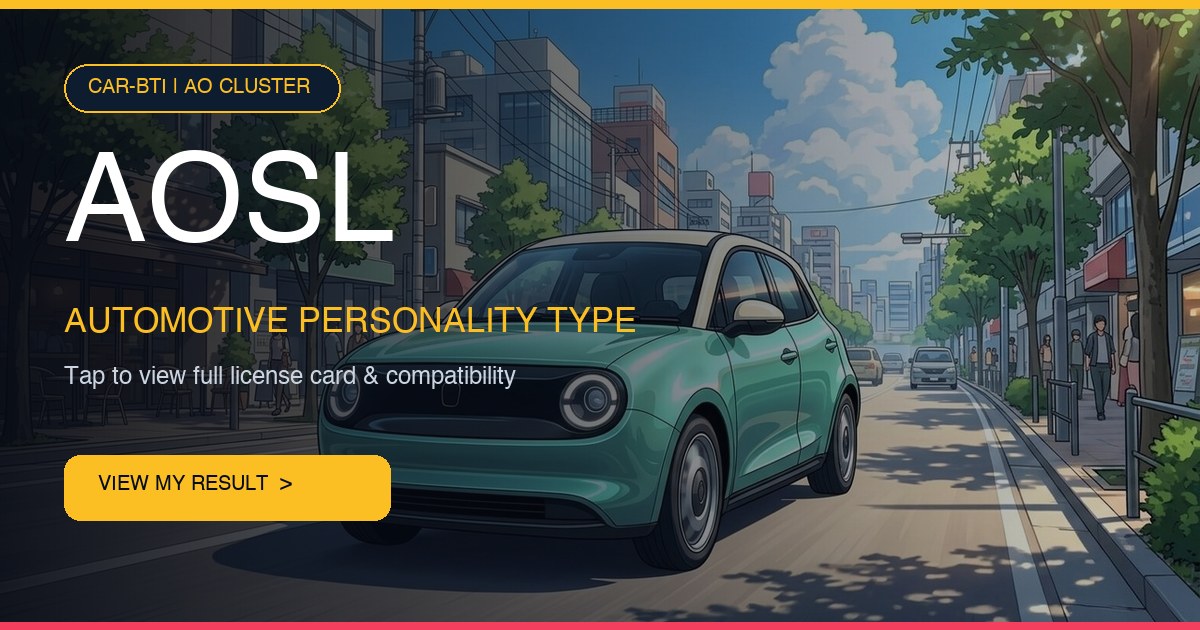 CAR-BTI | AO CLUSTER
AOSL
AUTOMOTIVE PERSONALITY TYPE
Tap to view full license card & compatibility
VIEW MY RESULT >